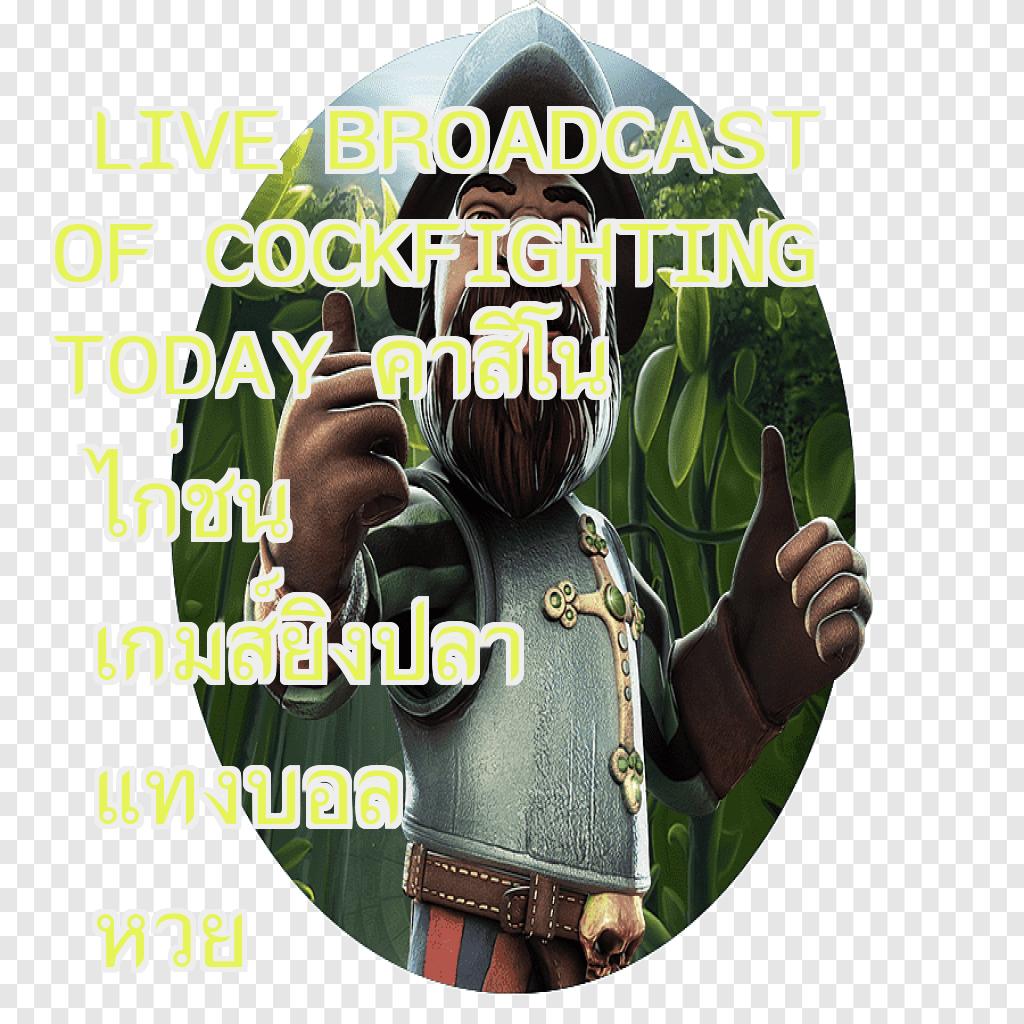 LIVE BROADCAST
OF COCKFIGHTING
TODAY คาสิโน
ไก่ชน
เกมส์ยิงปลา
แทงบอล
หวย